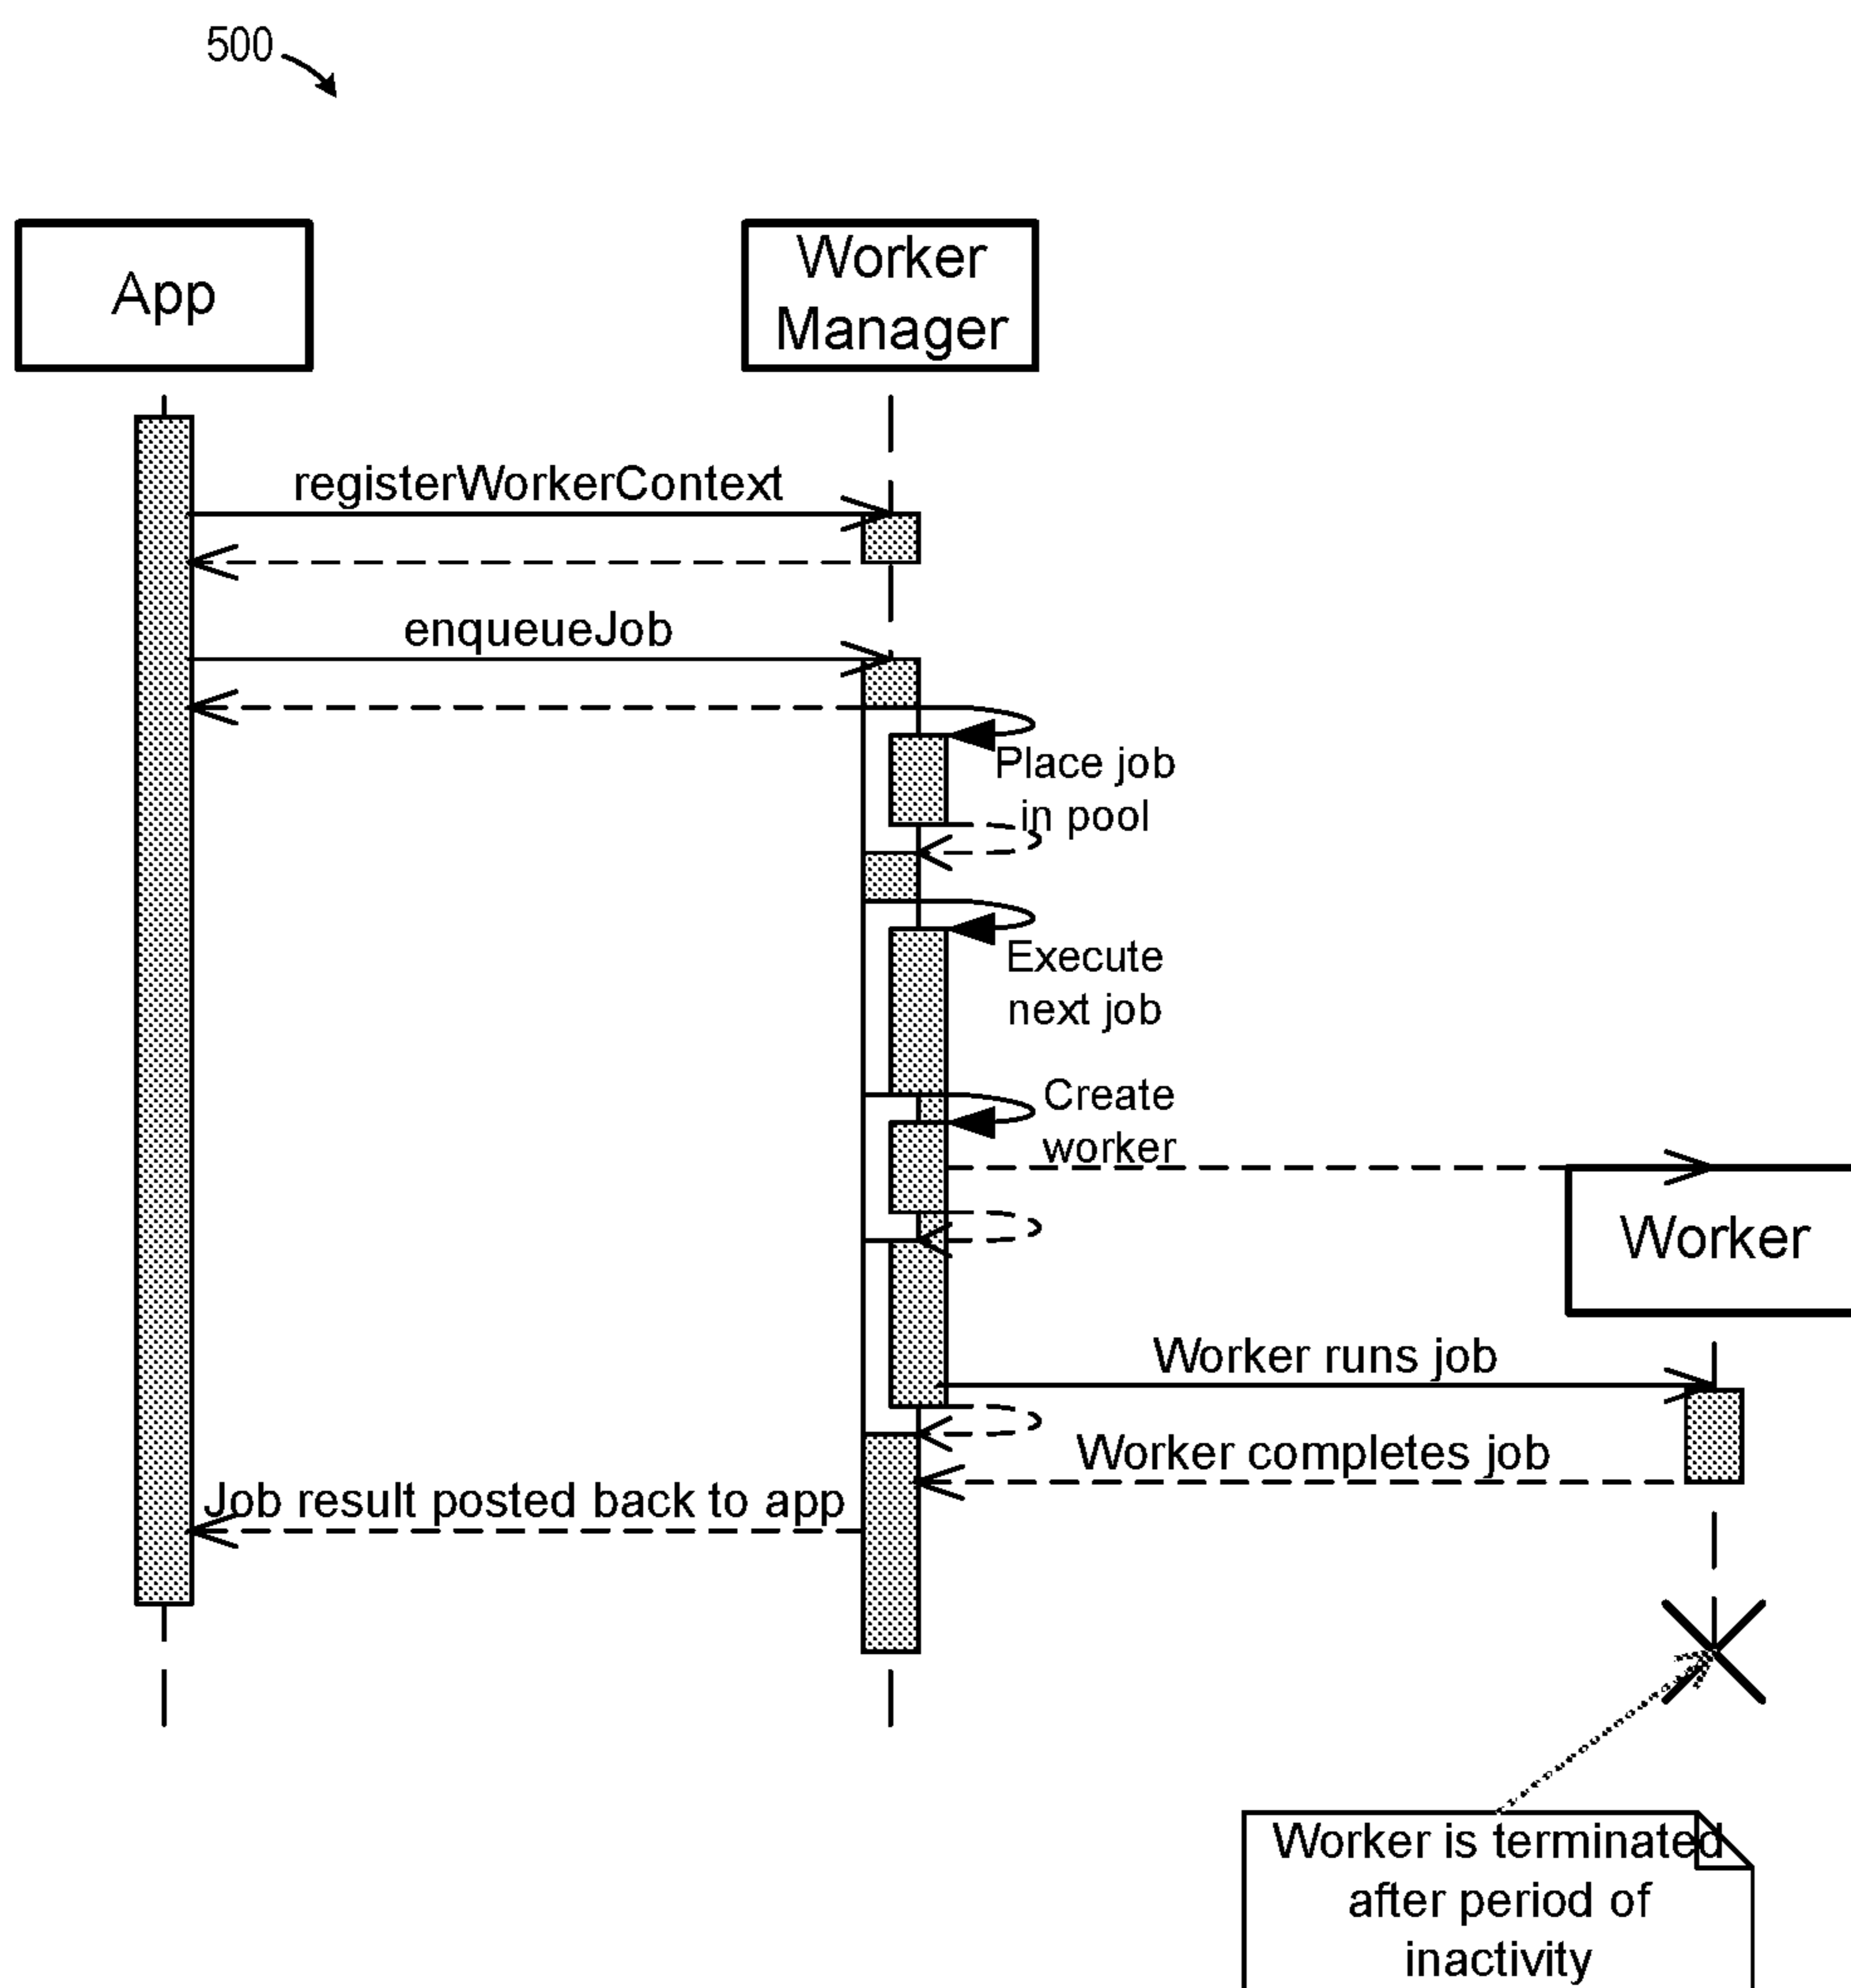 500
App
Worker
Manager
registerWorkerContext
enqueueJob
Place job
in pool
Execute
next job
Create
worker
Worker
Worker runs job
Worker completes job
Job result posted back to app
Worker is terminated
after period of
inactivity